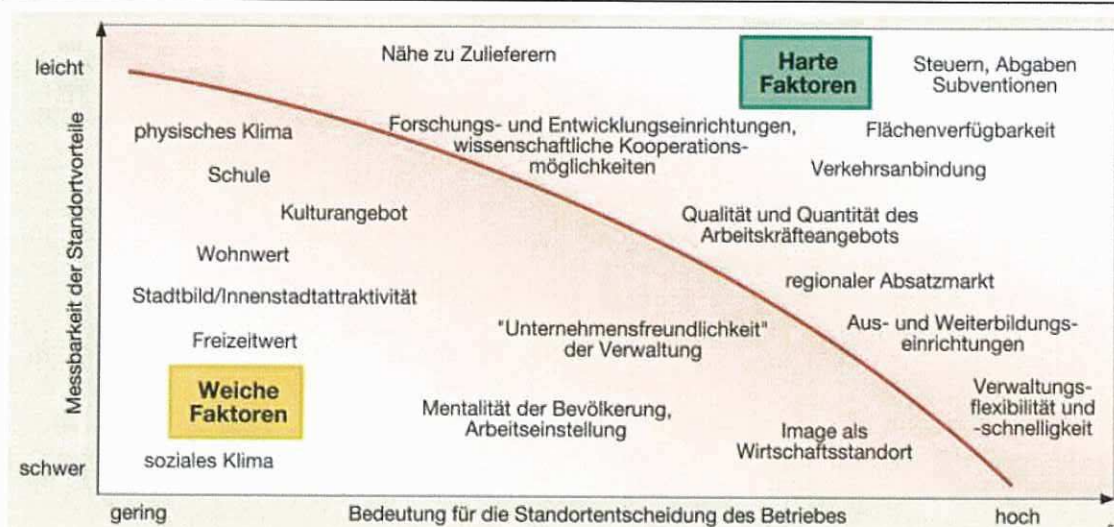 Messbarkeit der Standortvorteile
leicht
schwer
Nähe zu Zulieferern
Harte
Faktoren
Steuern, Abgaben
Subventionen
physisches Klima
Forschungs- und Entwicklungseinrichtungen,
wissenschaftliche Kooperations-
möglichkeiten
Flächenverfügbarkeit
Verkehrsanbindung
Schule
Kulturangebot
Qualität und Quantität des
Arbeitskräfteangebots
Wohnwert
regionaler Absatzmarkt
Stadtbild/Innenstadtattraktivität
"Unternehmensfreundlichkeit"
der Verwaltung
Aus- und Weiterbildungs-
einrichtungen
Freizeitwert
Weiche
Faktoren
Mentalität der Bevölkerung,
Arbeitseinstellung
Image als
Wirtschaftsstandort
Verwaltungs-
flexibilität und
-schnelligkeit
soziales Klima
gering
Bedeutung für die Standortentscheidung des Betriebes
hoch